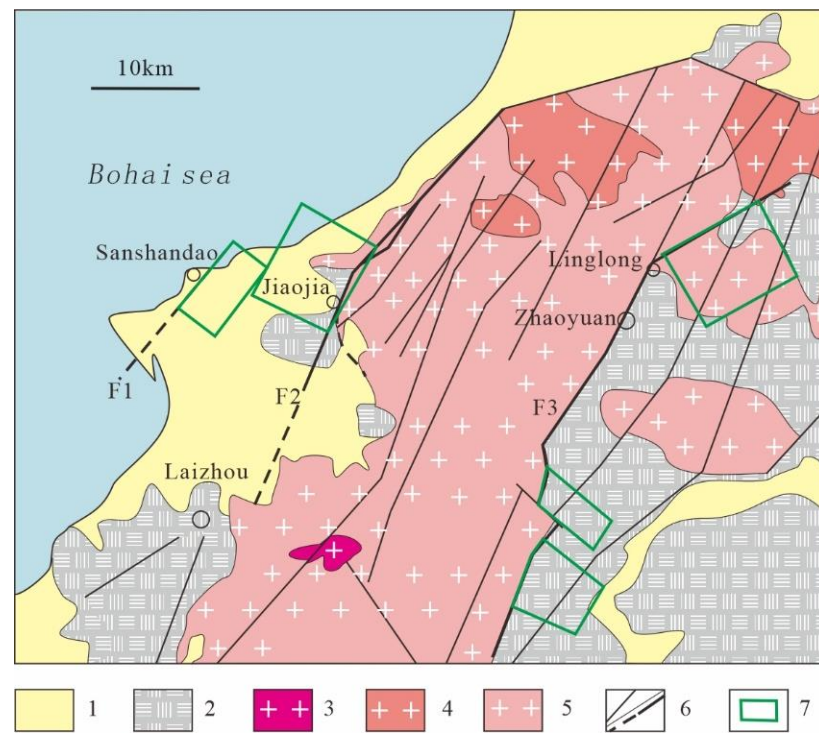 10km
Bohai sea
Sanshandao
Jiaojia
Linglong
Zhaoyuan
F1
F2
F3
Laizhou
1 2 3 4 5 6 7